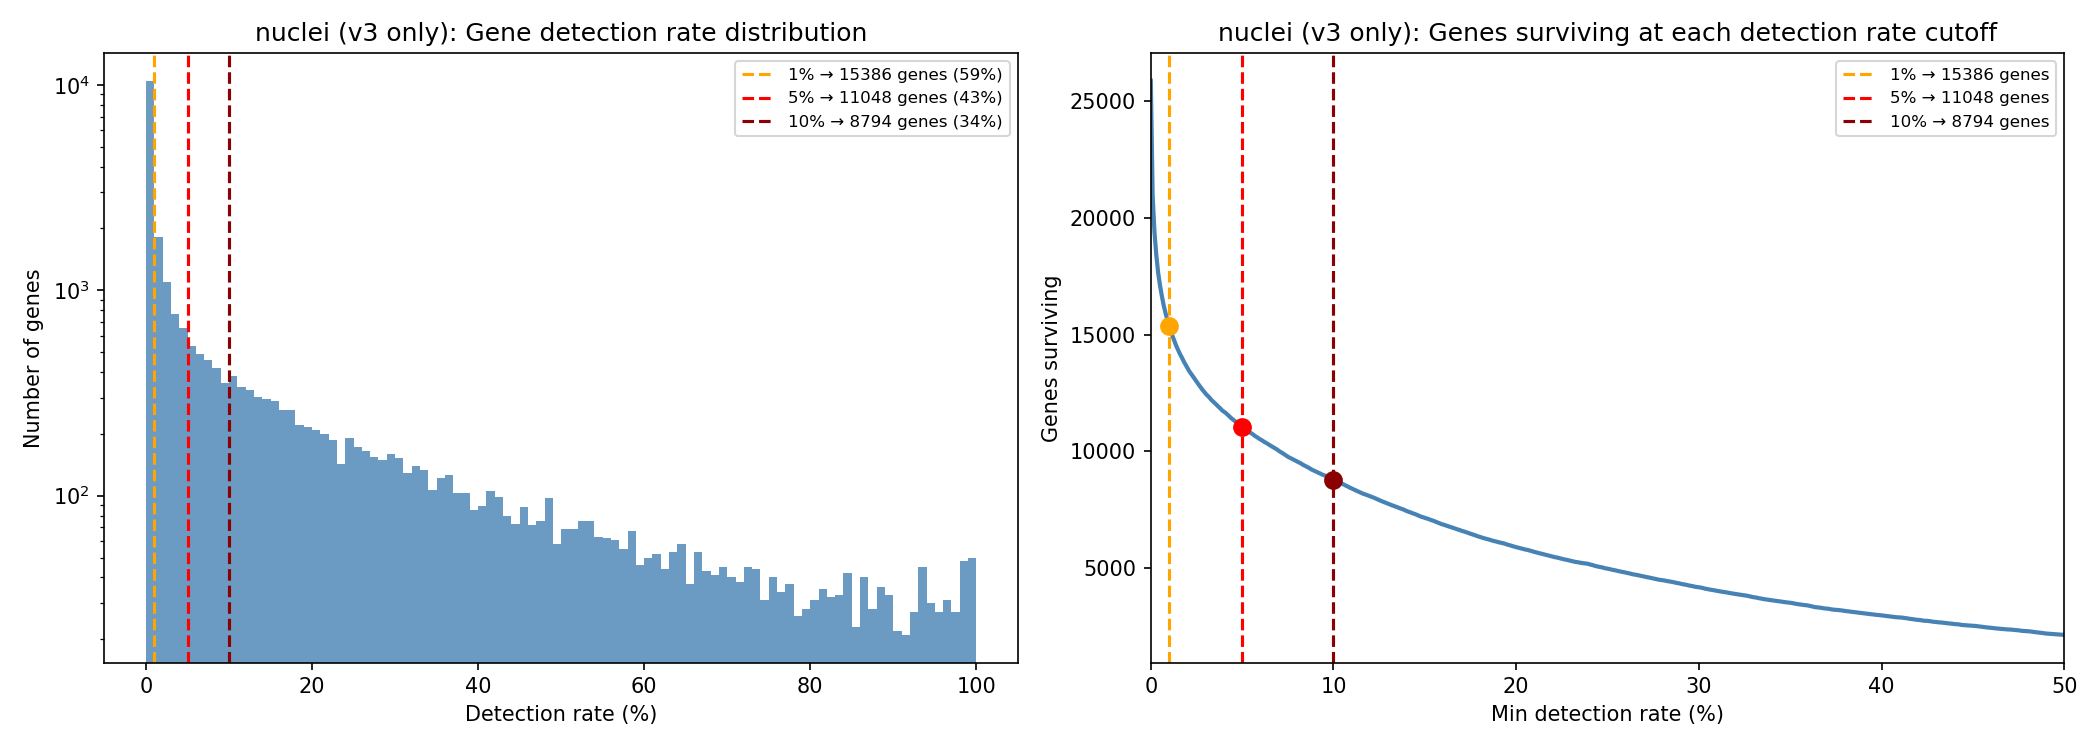 nuclei (v3 only): Gene detection rate distribution
10⁴
10³
10²
Number of genes
0
20
40
60
80
100
Detection rate (%)
1% → 15386 genes (59%)
5% → 11048 genes (43%)
10% → 8794 genes (34%)
nuclei (v3 only): Genes surviving at each detection rate cutoff
25000
20000
15000
10000
5000
Genes surviving
0
10
20
30
40
50
Min detection rate (%)
1% → 15386 genes
5% → 11048 genes
10% → 8794 genes